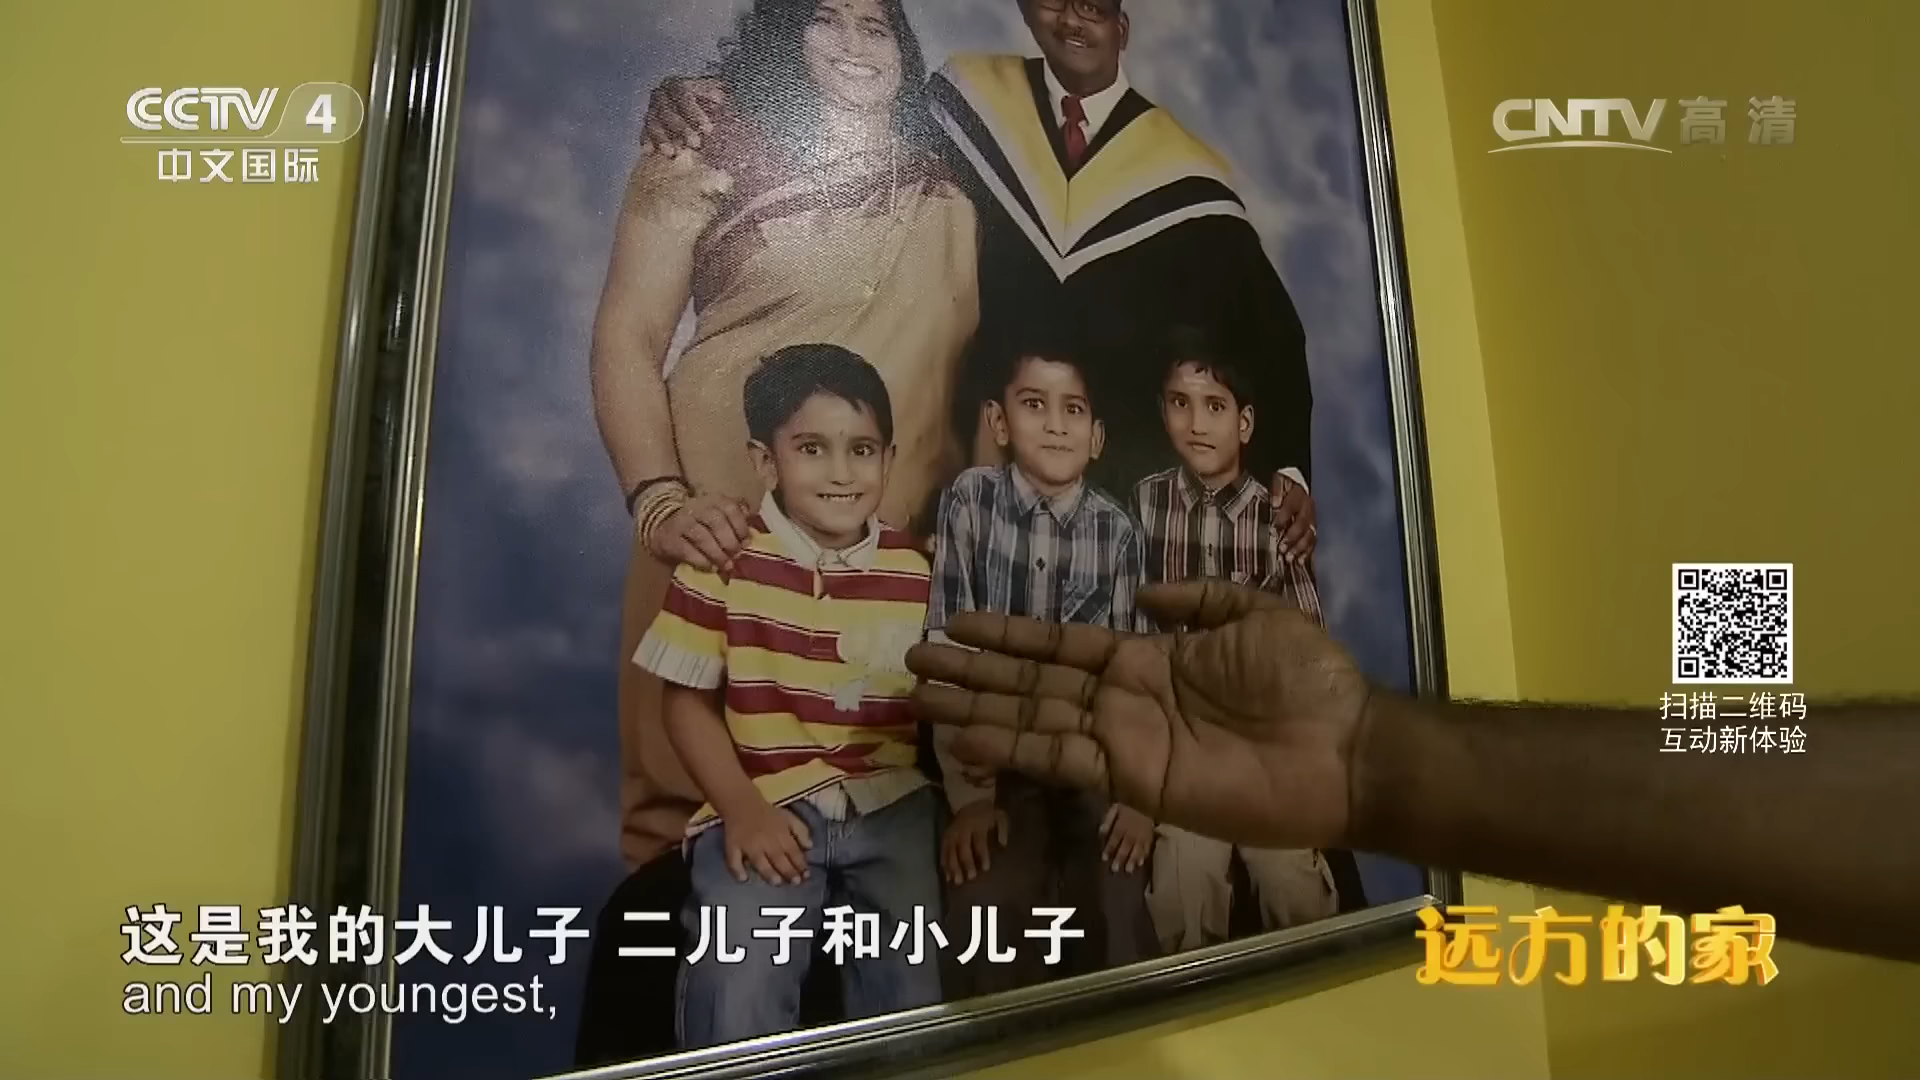 CCTV 4
中文国际
CNTV 高清
扫描二维码
互动新体验
这是我的大儿子 二儿子和小儿子
and my youngest,
远方的家